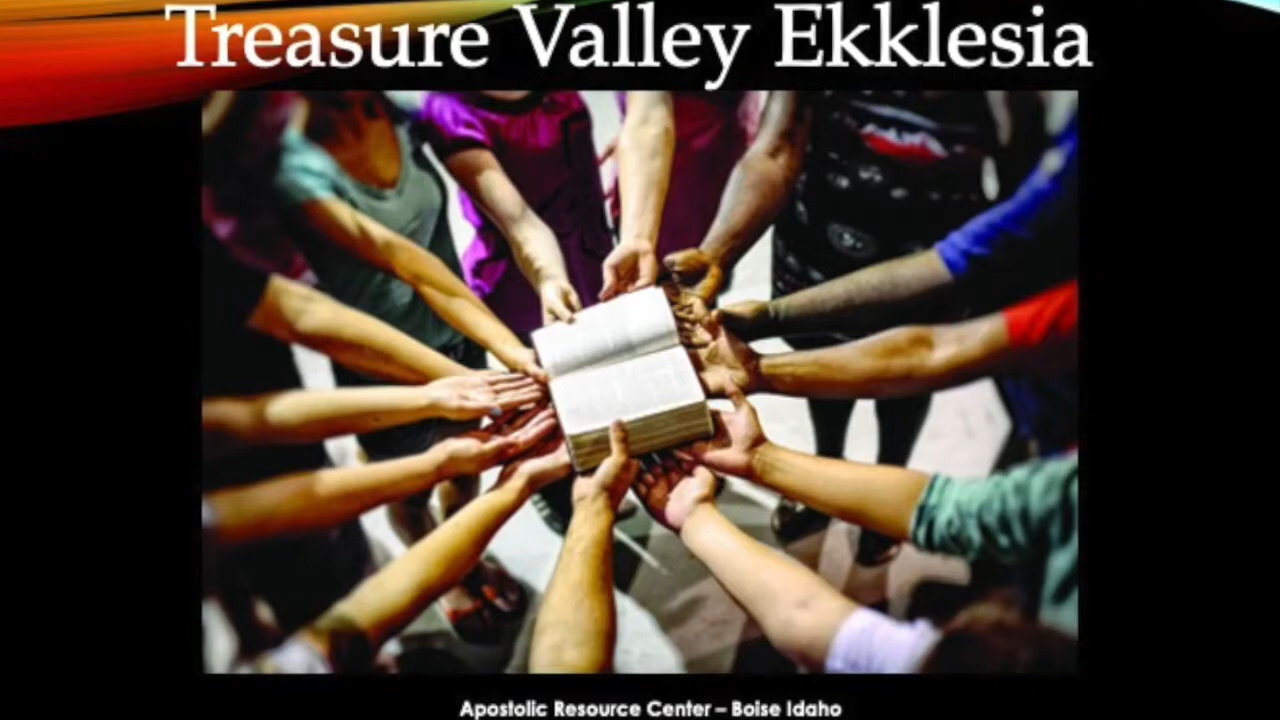 Treasure Valley Ekklesia
Apostolic Resource Center – Boise Idaho